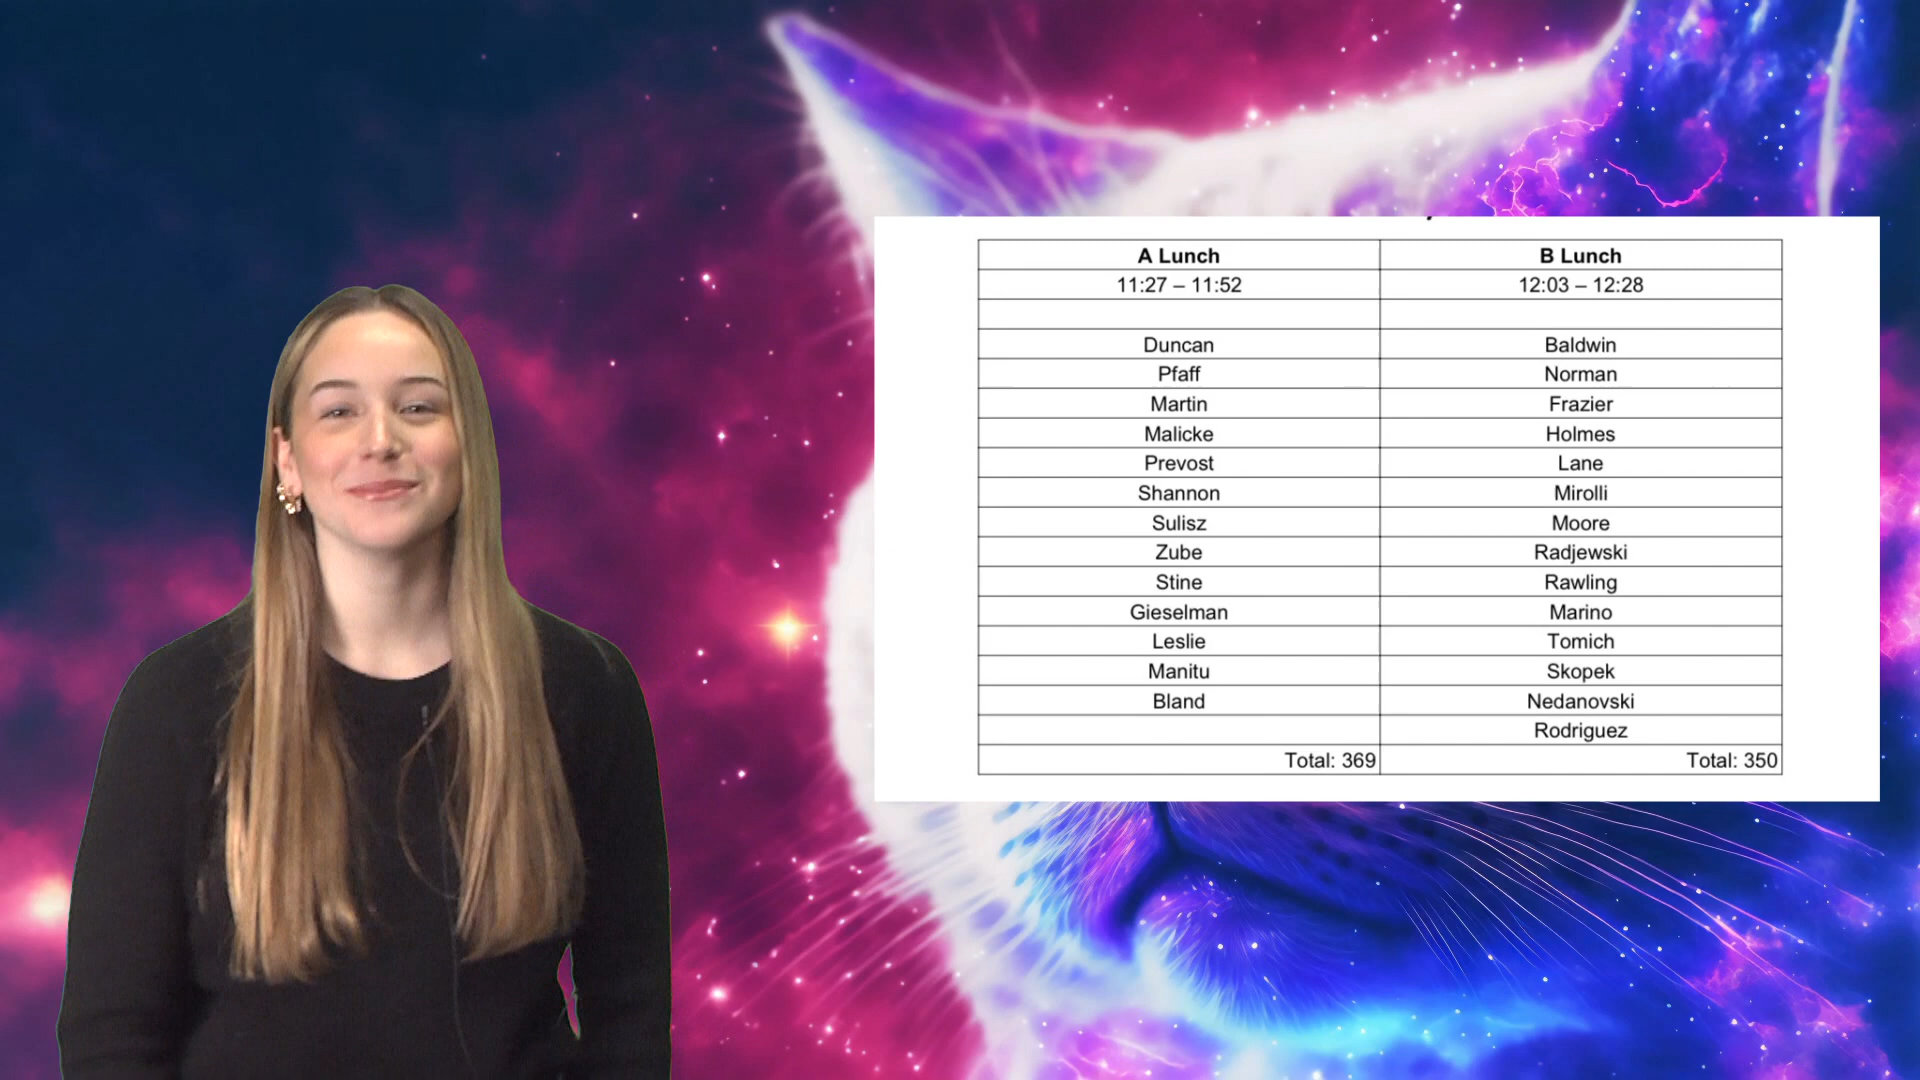 A Lunch B Lunch
11:27 – 11:52 12:03 – 12:28
Duncan Baldwin
Pfaff Norman
Martin Frazier
Malicke Holmes
Prevost Lane
Shannon Mirolli
Sulisz Moore
Zube Radjewski
Stine Rawling
Gieselman Marino
Leslie Tomich
Manitu Skopek
Bland Nedanovski
Rodriguez
Total: 369 Total: 350